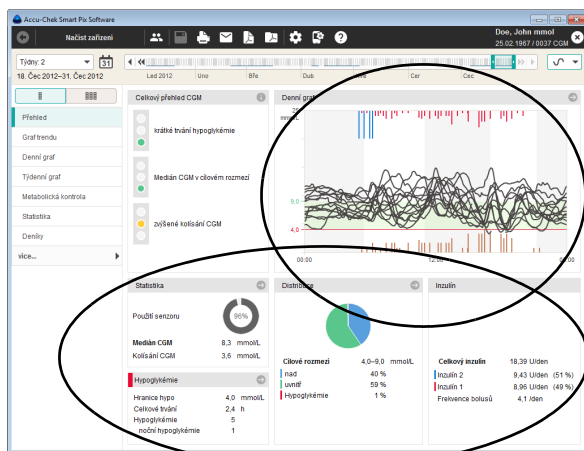 Accu-Chek Smart Pix Software
Načíst zařízení
Doe, John mmol
25.02.1967 / 0037 CGM
Týdny: 2
31
18. Čec 2012–31. Čec 2012
Led 2012 Úno Bře Dub Cer Cec
Přehled
Graf trendu
Denní graf
Týdenní graf
Metabolická kontrola
Statistika
Deníky
více...
Celkový přehled CGM
krátké trvání hypoglykémie
Medián CGM v cílovém rozmezí
zvýšené kolísání CGM
Denní graf
25
mmol/L
9,0
4,0
00:00 12:00
Statistika
Použití senzoru 96%
Medián CGM 8,3 mmol/L
Kolísání CGM 3,6 mmol/L
Hypoglykémie
Hranice hypo 4,0 mmol/L
Celkové trvání 2,4 h
Hypoglykémie 5
noční hypoglykémie 1
Distribuce
Cílové rozmezí 4,0–9,0 mmol/L
nad 40 %
uvnitř 59 %
Hypoglykémie 1 %
Inzulín
Celkový inzulín 18,39 U/den
Inzulín 2 9,43 U/den (51 %)
Inzulín 1 8,96 U/den (49 %)
Frekvence bolusů 4,1 /den